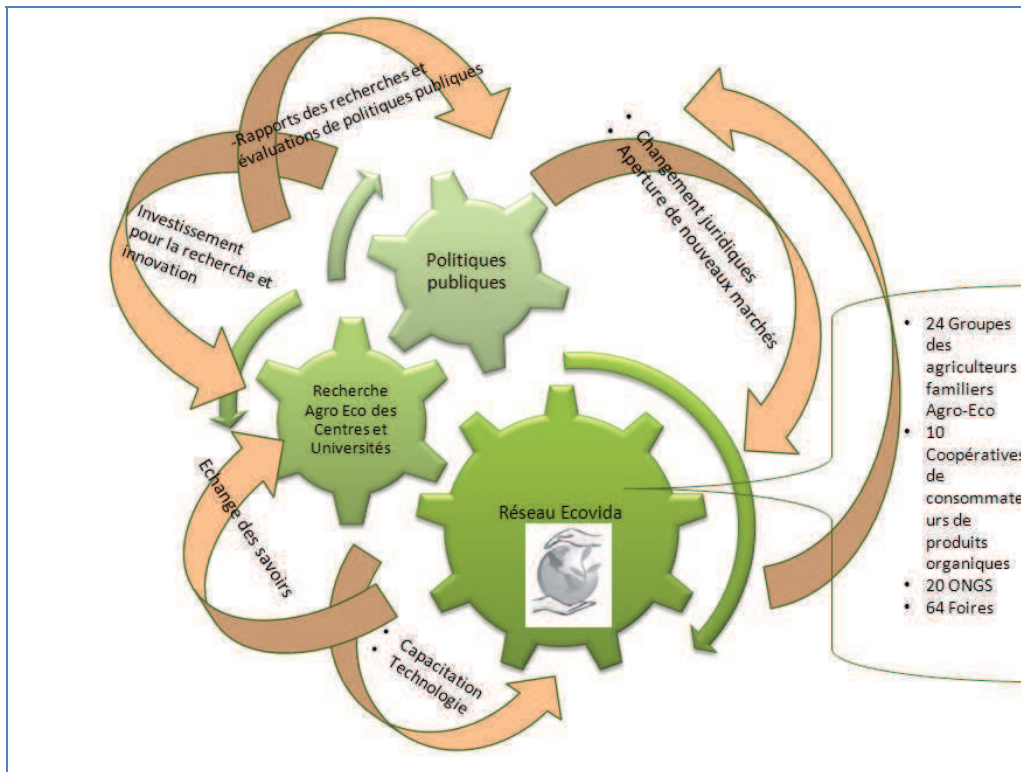 -Rapports des recherches et
évaluations de politiques publiques
• Changement juridiques
• Aperture de nouveaux marchés
Investissement
pour la recherche et
innovation
Politiques
publiques
Recherche
Agro Eco des
Centres et
Universités
Réseau Ecovida
• 24 Groupes
des
agriculteurs
familiers
Agro-Eco
• 10
Coopératives
de
consommate
urs de
produits
organiques
• 20 ONGS
• 64 Foires
Echange des savoirs
• Capacitation
• Technologie